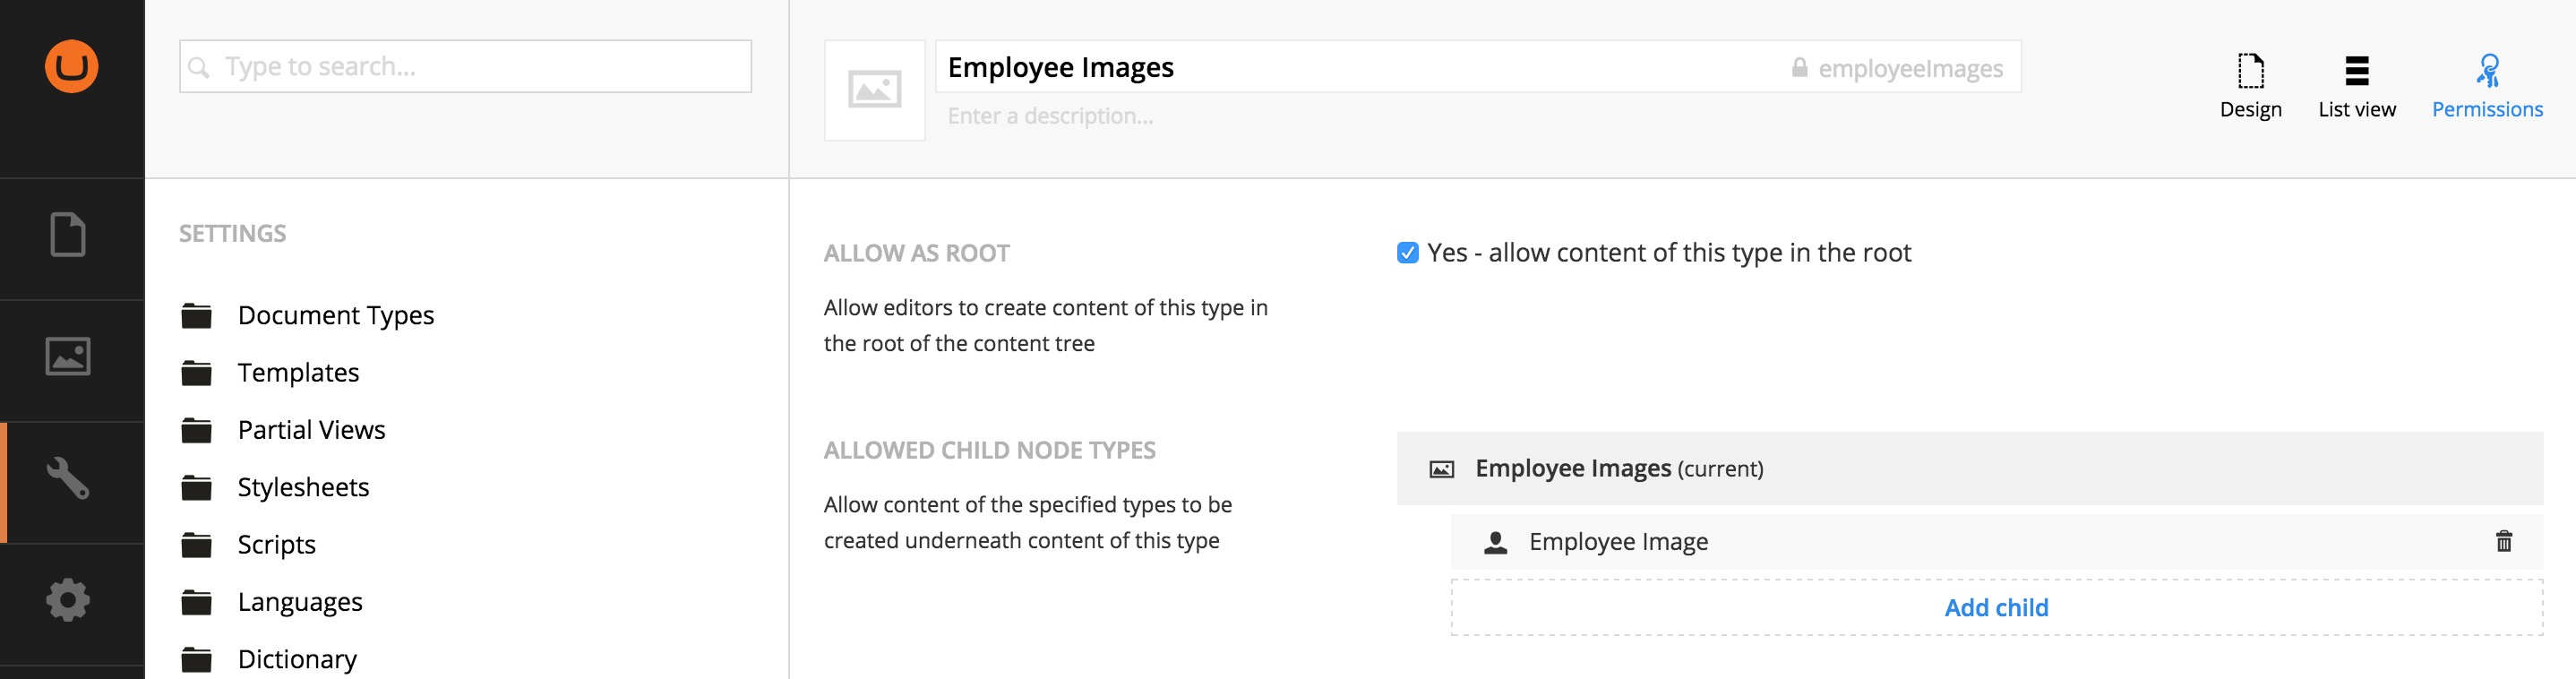 Type to search...
Employee Images
employeeImages
Enter a description...
Design
List view
Permissions
SETTINGS
Document Types
Templates
Partial Views
Stylesheets
Scripts
Languages
Dictionary
ALLOW AS ROOT
Allow editors to create content of this type in
the root of the content tree
Yes - allow content of this type in the root
ALLOWED CHILD NODE TYPES
Allow content of the specified types to be
created underneath content of this type
Employee Images (current)
Employee Image
Add child